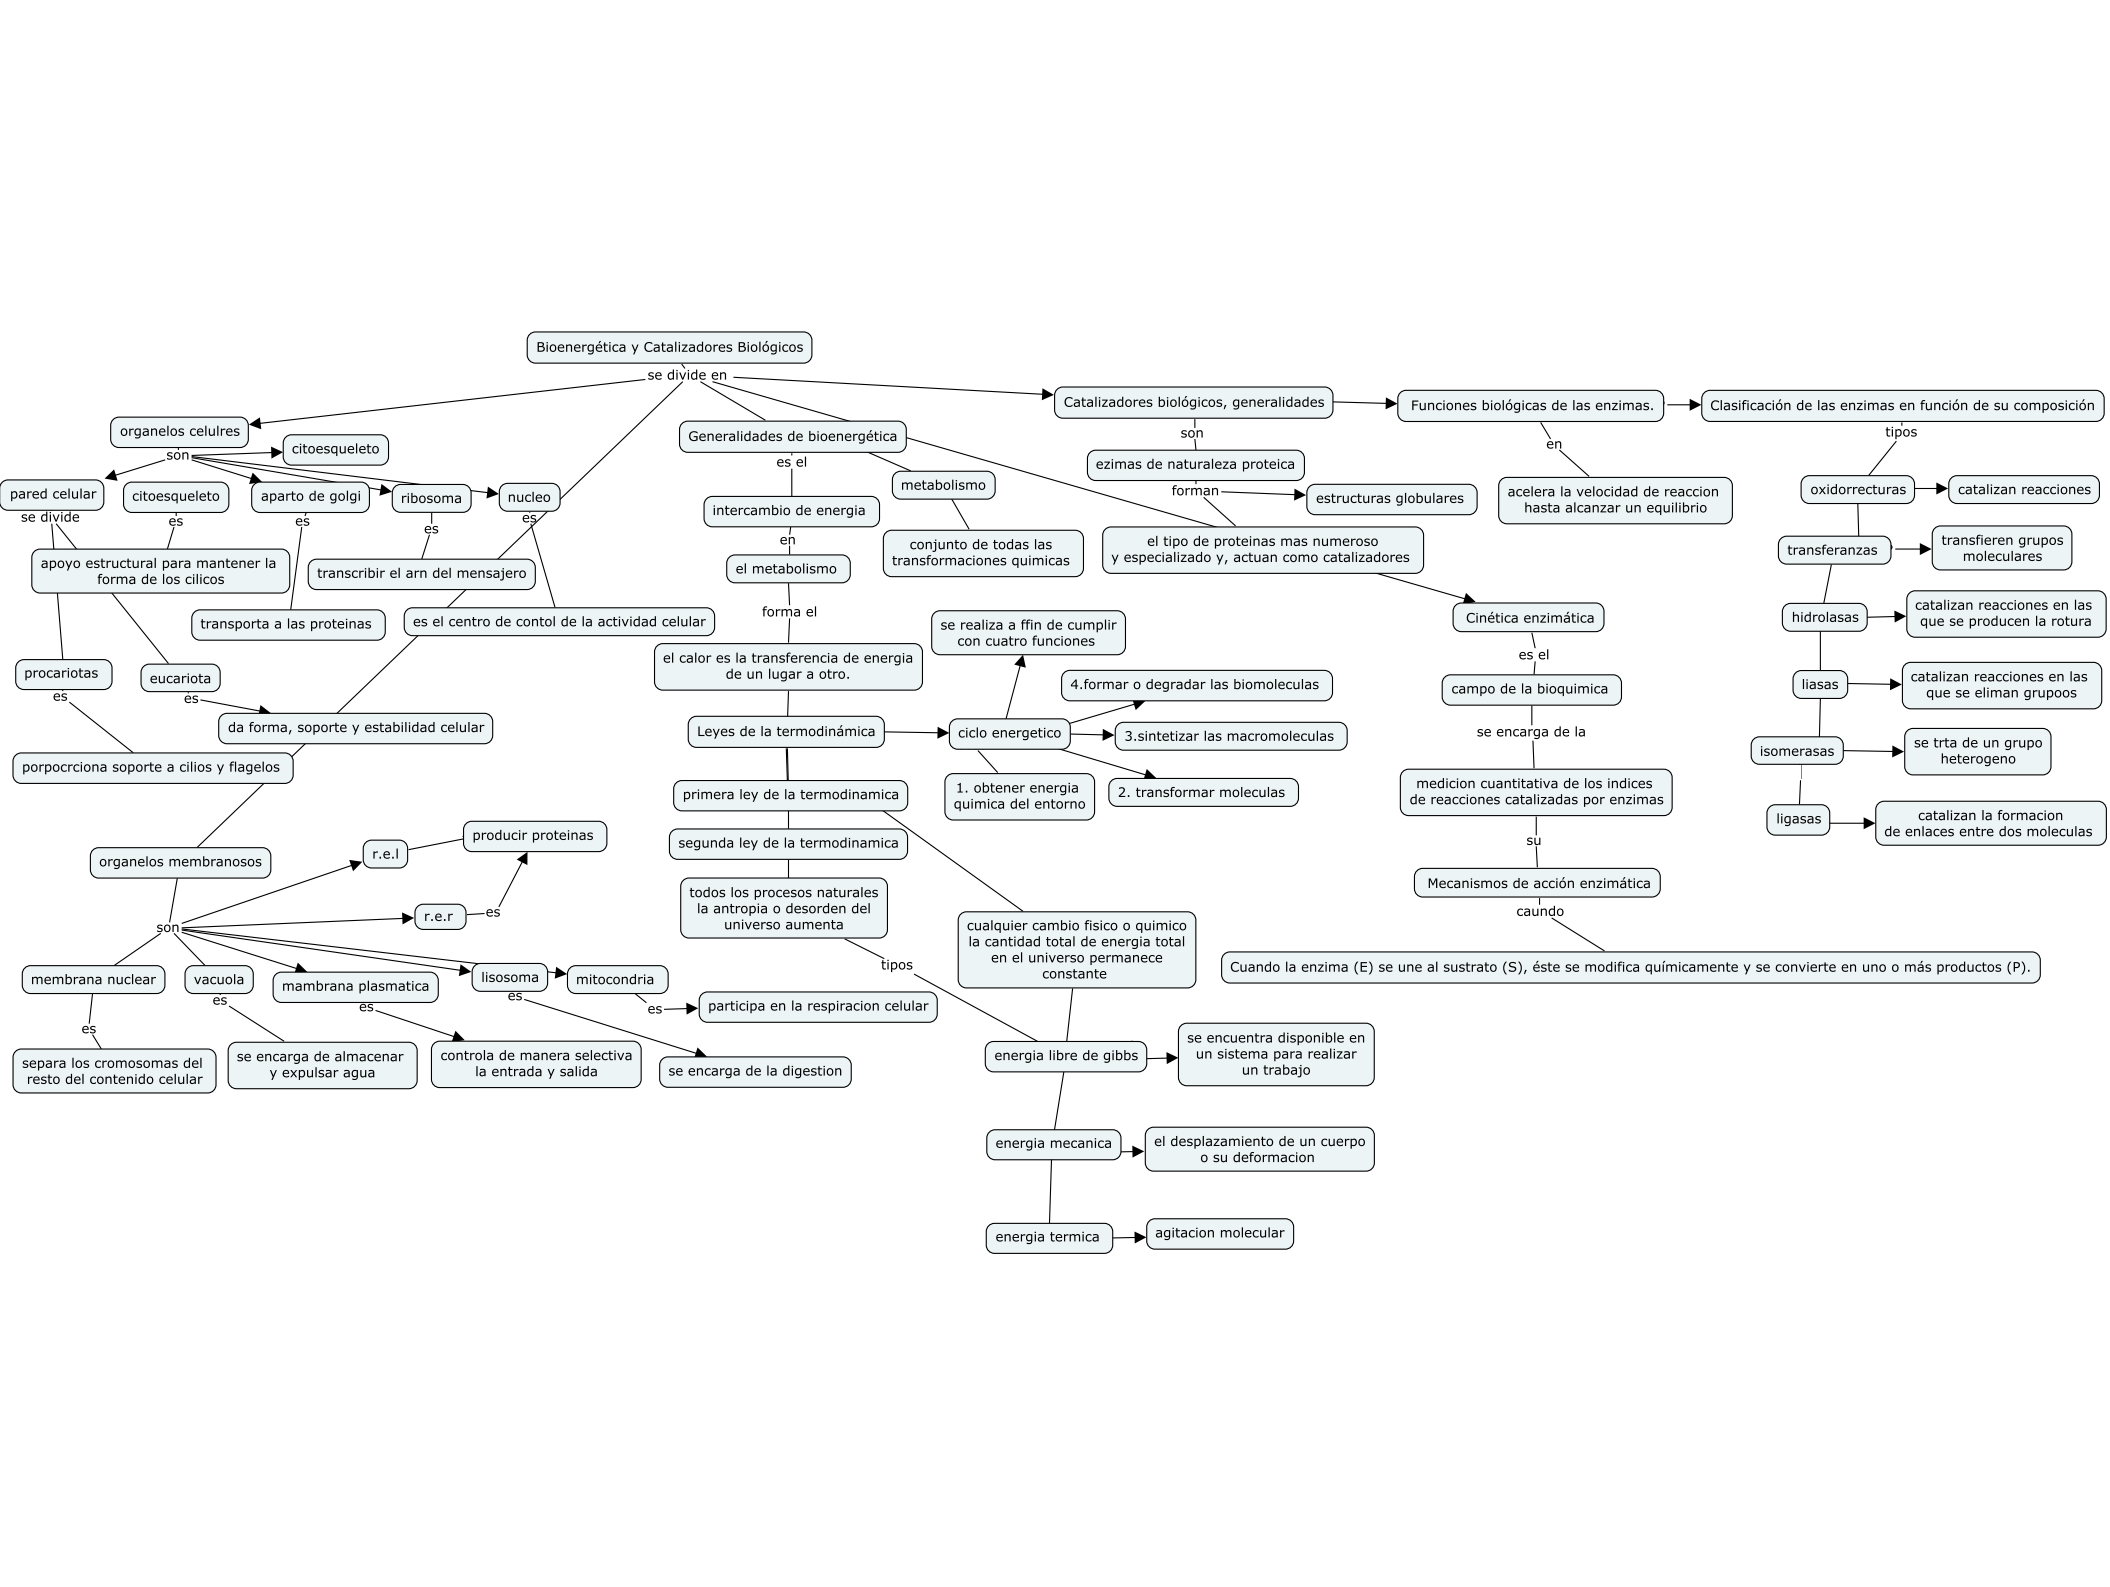 Bioenergética y Catalizadores Biológicos
se divide en
organelos celulres
son
citoesqueleto
pared celular
citoesqueleto
aparto de golgi
ribosoma
nucleo
se divide
es
es
es
es
apoyo estructural para mantener la
forma de los cilicos
transcribir el arn del mensajero
transporta a las proteinas
es el centro de contol de la actividad celular
procariotas
eucariota
es
es
da forma, soporte y estabilidad celular
porpocrciona soporte a cilios y flagelos
organelos membranosos
son
r.e.l
producir proteinas
r.e.r
es
membrana nuclear
vacuola
mambrana plasmatica
lisosoma
mitocondria
es
es
es
es
es
participa en la respiracion celular
separa los cromosomas del
resto del contenido celular
se encarga de almacenar
y expulsar agua
controla de manera selectiva
la entrada y salida
se encarga de la digestion
Generalidades de bioenergética
es el
metabolismo
intercambio de energia
en
conjunto de todas las
transformaciones quimicas
el metabolismo
forma el
el calor es la transferencia de energia
de un lugar a otro.
Leyes de la termodinámica
ciclo energetico
se realiza a ffin de cumplir
con cuatro funciones
4.formar o degradar las biomoleculas
3.sintetizar las macromoleculas
1. obtener energia
quimica del entorno
2. transformar moleculas
primera ley de la termodinamica
segunda ley de la termodinamica
todos los procesos naturales
la antropia o desorden del
universo aumenta
tipos
cualquier cambio fisico o quimico
la cantidad total de energia total
en el universo permanece
constante
energia libre de gibbs
se encuentra disponible en
un sistema para realizar
un trabajo
energia mecanica
el desplazamiento de un cuerpo
o su deformacion
energia termica
agitacion molecular
Catalizadores biológicos, generalidades
son
ezimas de naturaleza proteica
forman
estructuras globulares
el tipo de proteinas mas numeroso
y especializado y, actuan como catalizadores
Cinética enzimática
es el
campo de la bioquimica
se encarga de la
medicion cuantitativa de los indices
de reacciones catalizadas por enzimas
su
Mecanismos de acción enzimática
caundo
Cuando la enzima (E) se une al sustrato (S), éste se modifica químicamente y se convierte en uno o más productos (P).
Funciones biológicas de las enzimas.
en
acelera la velocidad de reaccion
hasta alcanzar un equilibrio
Clasificación de las enzimas en función de su composición
tipos
oxidorrecturas
catalizan reacciones
transferanzas
transfieren grupos
moleculares
hidrolasas
catalizan reacciones en las
que se producen la rotura
liasas
catalizan reacciones en las
que se eliman grupoos
isomerasas
se trta de un grupo
heterogeno
ligasas
catalizan la formacion
de enlaces entre dos moleculas